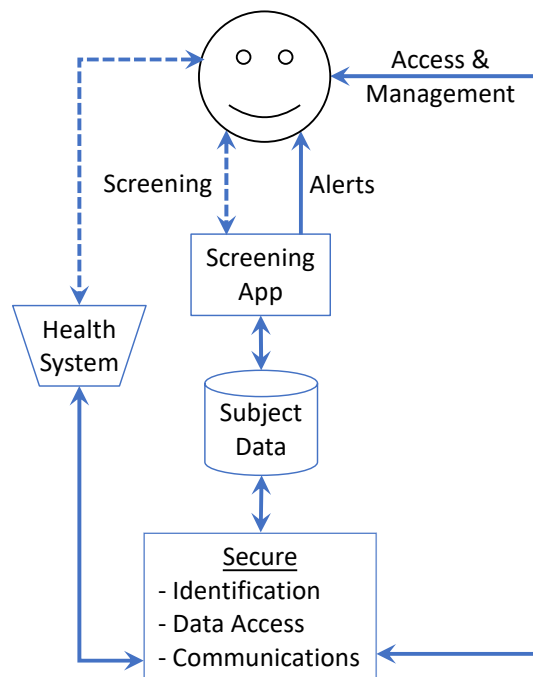 Access &
Management
Screening
Alerts
Screening
App
Health
System
Subject
Data
Secure
- Identification
- Data Access
- Communications